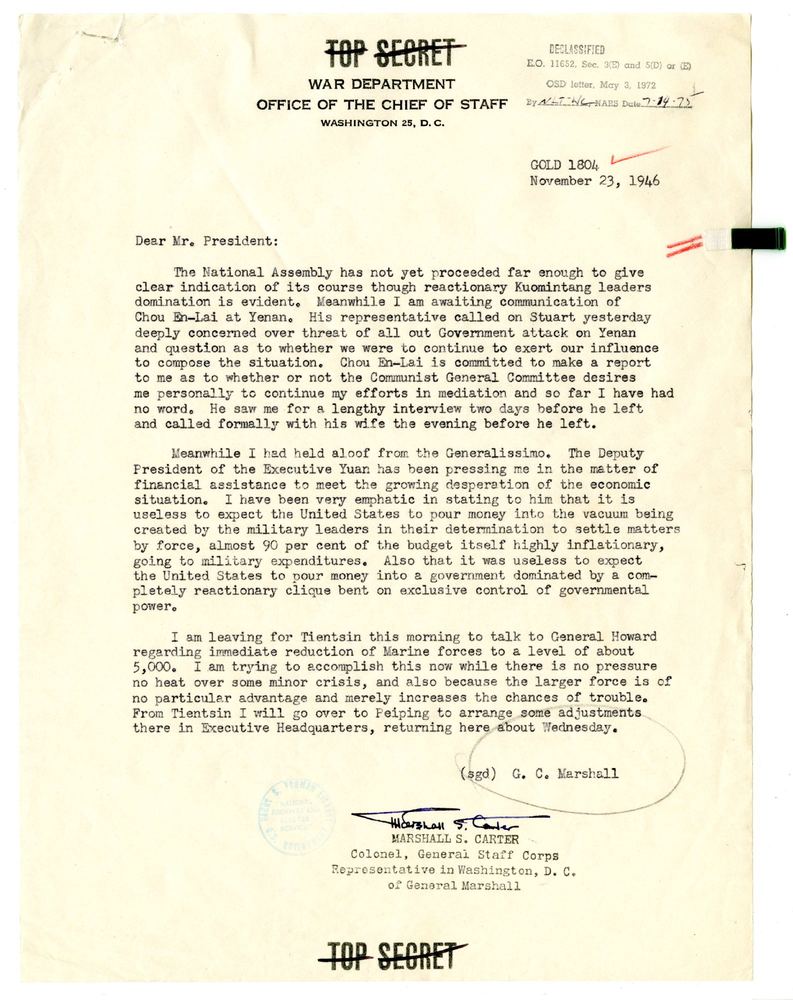 TOP SECRET
WAR DEPARTMENT
OFFICE OF THE CHIEF OF STAFF
WASHINGTON 25, D. C.
DECLASSIFIED
E.O. 11652, Sec. 3(E) and 5(D) or (E)
OSD letter, May 3, 1972
By NLT-HC, NARS Date 7-14-75
GOLD 1804
November 23, 1946
Dear Mr. President:
The National Assembly has not yet proceeded far enough to give
clear indication of its course though reactionary Kuomintang leaders
domination is evident. Meanwhile I am awaiting communication of
Chou En-Lai at Yenan. His representative called on Stuart yesterday
deeply concerned over threat of all out Government attack on Yenan
and question as to whether we were to continue to exert our influence
to compose the situation. Chou En-Lai is committed to make a report
to me as to whether or not the Communist General Committee desires
me personally to continue my efforts in mediation and so far I have had
no word. He saw me for a lengthy interview two days before he left
and called formally with his wife the evening before he left.
Meanwhile I had held aloof from the Generalissimo. The Deputy
President of the Executive Yuan has been pressing me in the matter of
financial assistance to meet the growing desperation of the economic
situation. I have been very emphatic in stating to him that it is
useless to expect the United States to pour money into the vacuum being
created by the military leaders in their determination to settle matters
by force, almost 90 per cent of the budget itself highly inflationary,
going to military expenditures. Also that it was useless to expect
the United States to pour money into a government dominated by a com-
pletely reactionary clique bent on exclusive control of governmental
power.
I am leaving for Tientsin this morning to talk to General Howard
regarding immediate reduction of Marine forces to a level of about
5,000. I am trying to accomplish this now while there is no pressure
no heat over some minor crisis, and also because the larger force is of
no particular advantage and merely increases the chances of trouble.
From Tientsin I will go over to Peiping to arrange some adjustments
there in Executive Headquarters, returning here about Wednesday.
(sgd) G. C. Marshall
Marshall S. Carter
MARSHALL S. CARTER
Colonel, General Staff Corps
Representative in Washington, D. C.
of General Marshall
TOP SECRET